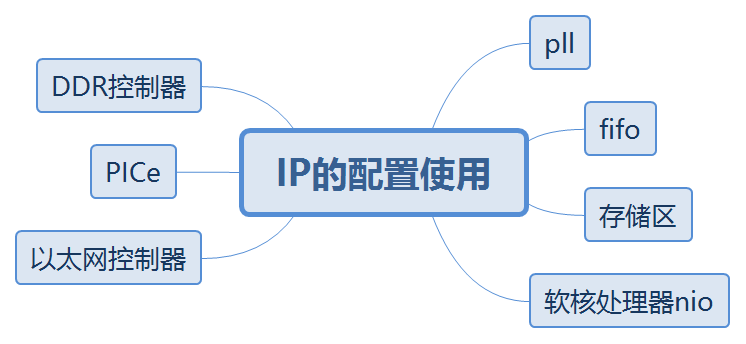 pll
DDR控制器
fifo
PICe
IP的配置使用
存储区
以太网控制器
软核处理器nio